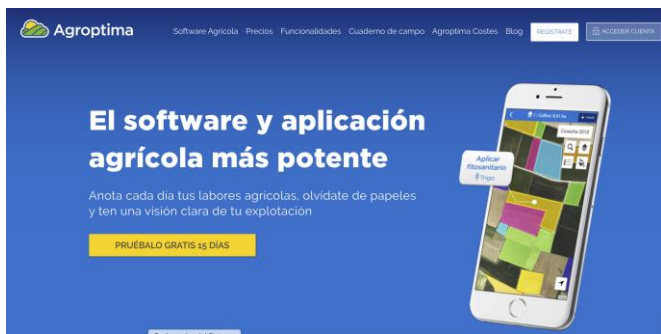 Agroptima
Software Agrícola Precios Funcionalidades Cuaderno de campo Agroptima Costes Blog REGÍSTRATE ACCEDER CUENTA
El software y aplicación
agrícola más potente
Anota cada día tus labores agrícolas, olvídate de papeles
y ten una visión clara de tu explotación
PRUÉBALO GRATIS 15 DÍAS
Cosecha 2018
Aplicar
fitosanitario
Trigo